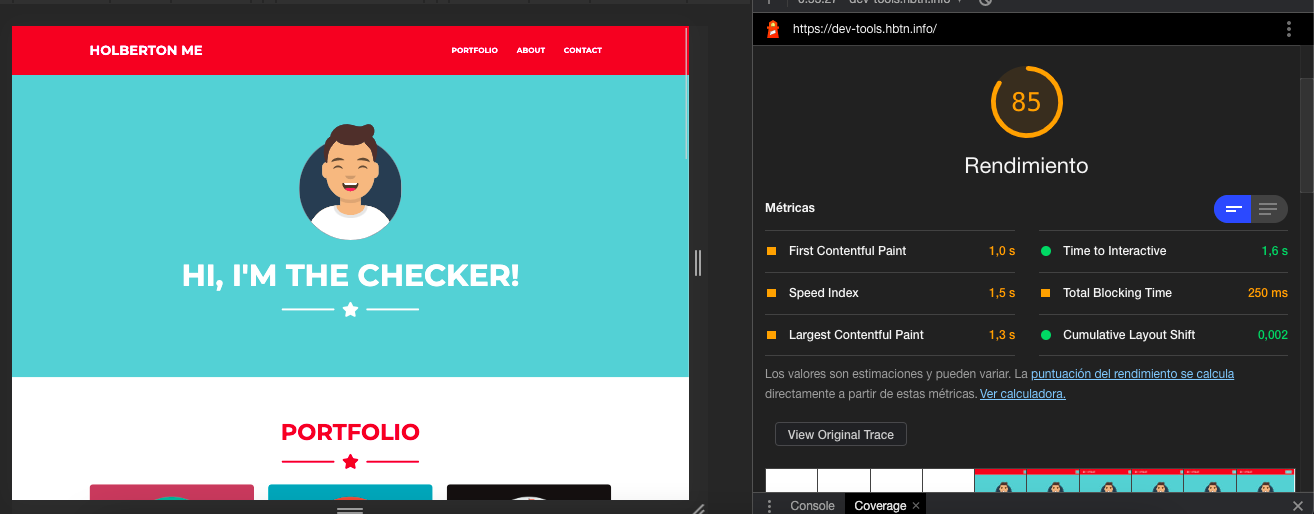 HOLBERTON ME
PORTFOLIO ABOUT CONTACT
HI, I'M THE CHECKER!
PORTFOLIO
https://dev-tools.hbtn.info/
85
Rendimiento
Métricas
First Contentful Paint 1,0 s
Time to Interactive 1,6 s
Speed Index 1,5 s
Total Blocking Time 250 ms
Largest Contentful Paint 1,3 s
Cumulative Layout Shift 0,002
Los valores son estimaciones y pueden variar. La puntuación del rendimiento se calcula
directamente a partir de estas métricas. Ver calculadora.
View Original Trace
Console Coverage